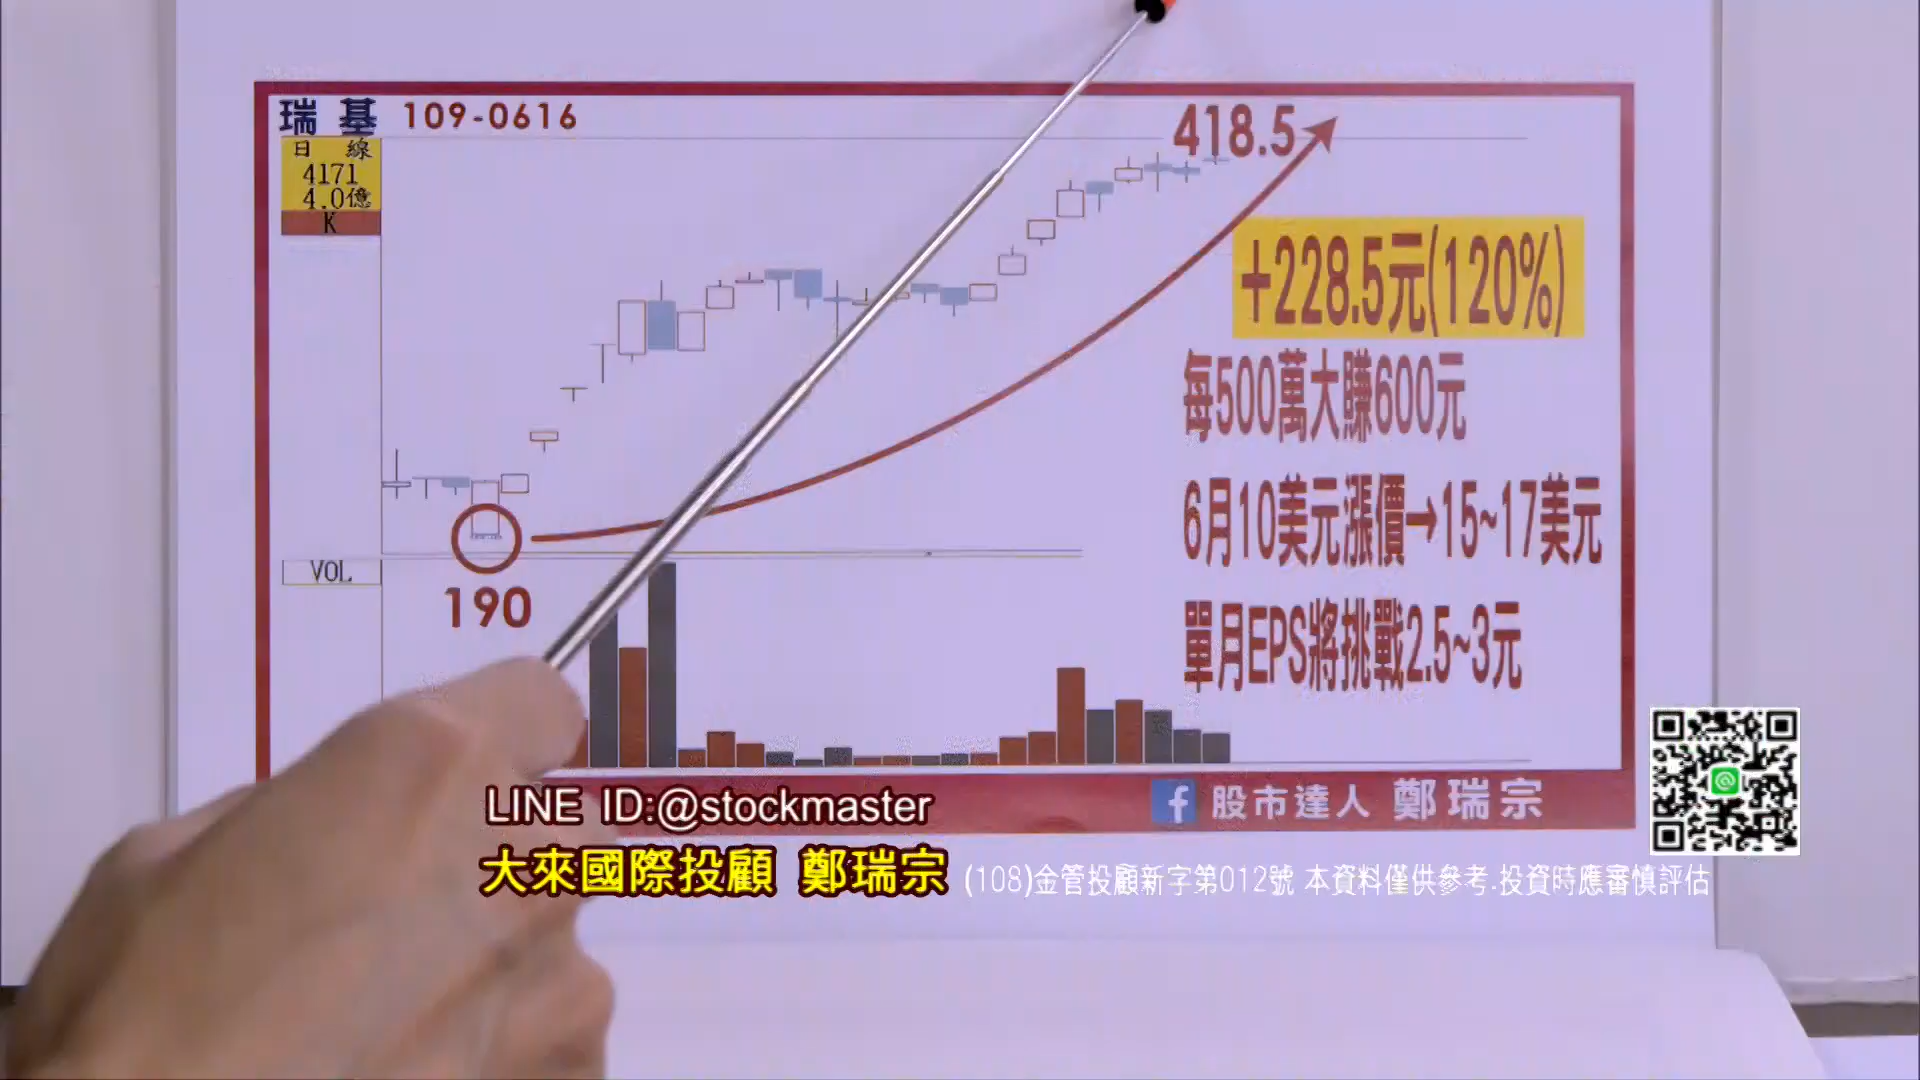 瑞基 109-0616
日線
4171
4.0億
K
418.5
+228.5元(120%)
每500萬大賺600元
6月10美元漲價→15~17美元
單月EPS將挑戰2.5~3元
VOL
190
LINE ID:@stockmaster
股市達人 鄭瑞宗
大來國際投顧 鄭瑞宗 (108)金管投顧新字第012號 本資料僅供參考.投資時應審慎評估